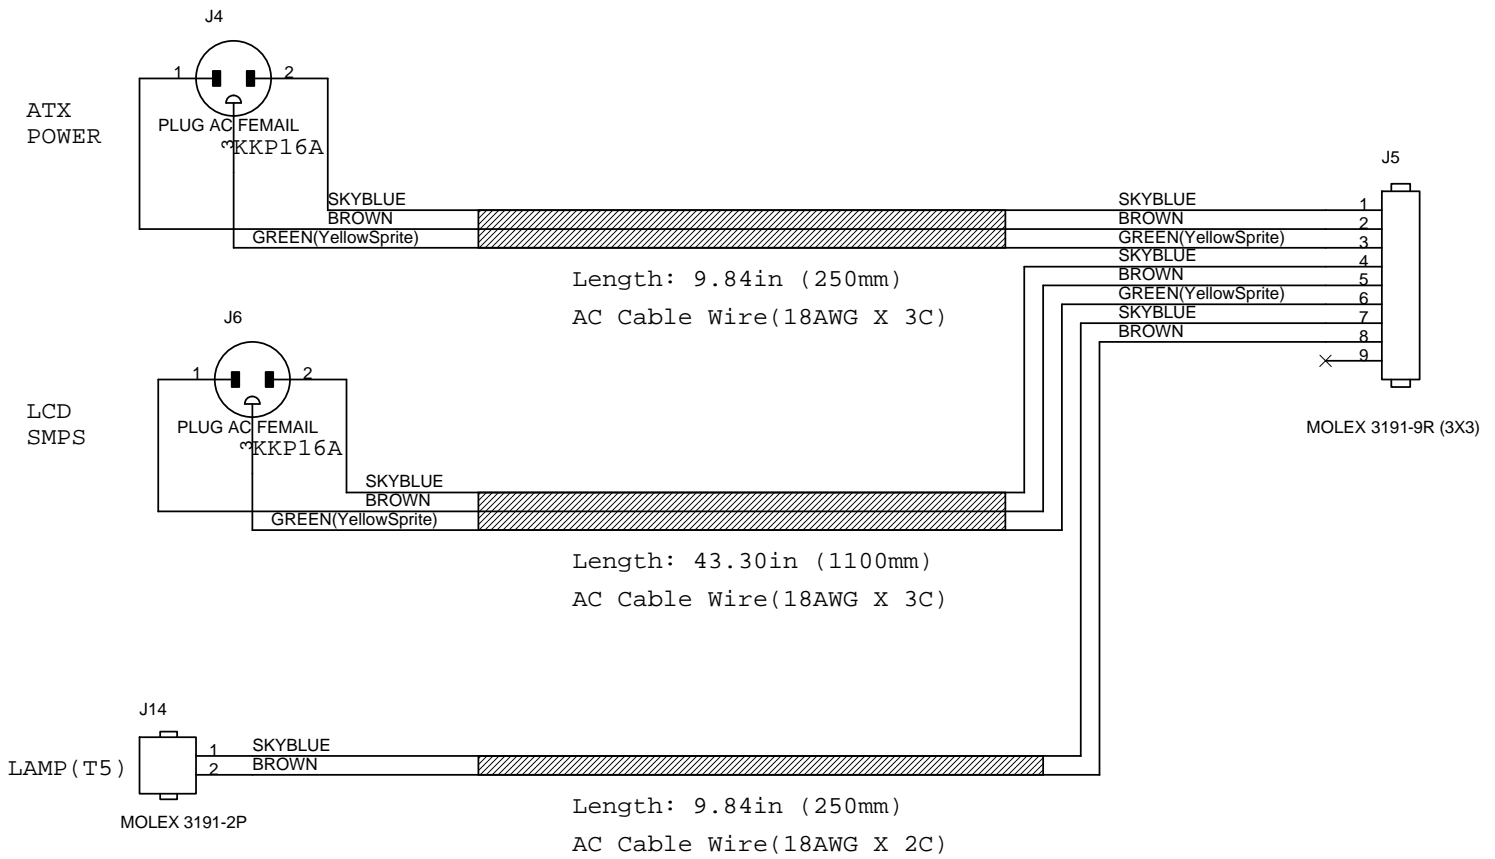 J4
1
2
ATX
POWER
PLUG AC FEMAIL
3
KKP16A
J5
SKYBLUE
BROWN
GREEN(YellowSprite)
SKYBLUE
BROWN
GREEN(YellowSprite)
SKYBLUE
BROWN
GREEN(YellowSprite)
SKYBLUE
BROWN
1
2
3
4
5
6
7
8
9
MOLEX 3191-9R (3X3)
Length: 9.84in (250mm)
AC Cable Wire(18AWG X 3C)
J6
1
2
LCD
SMPS
PLUG AC FEMAIL
3
KKP16A
SKYBLUE
BROWN
GREEN(YellowSprite)
Length: 43.30in (1100mm)
AC Cable Wire(18AWG X 3C)
J14
LAMP(T5)
1
2
SKYBLUE
BROWN
MOLEX 3191-2P
Length: 9.84in (250mm)
AC Cable Wire(18AWG X 2C)